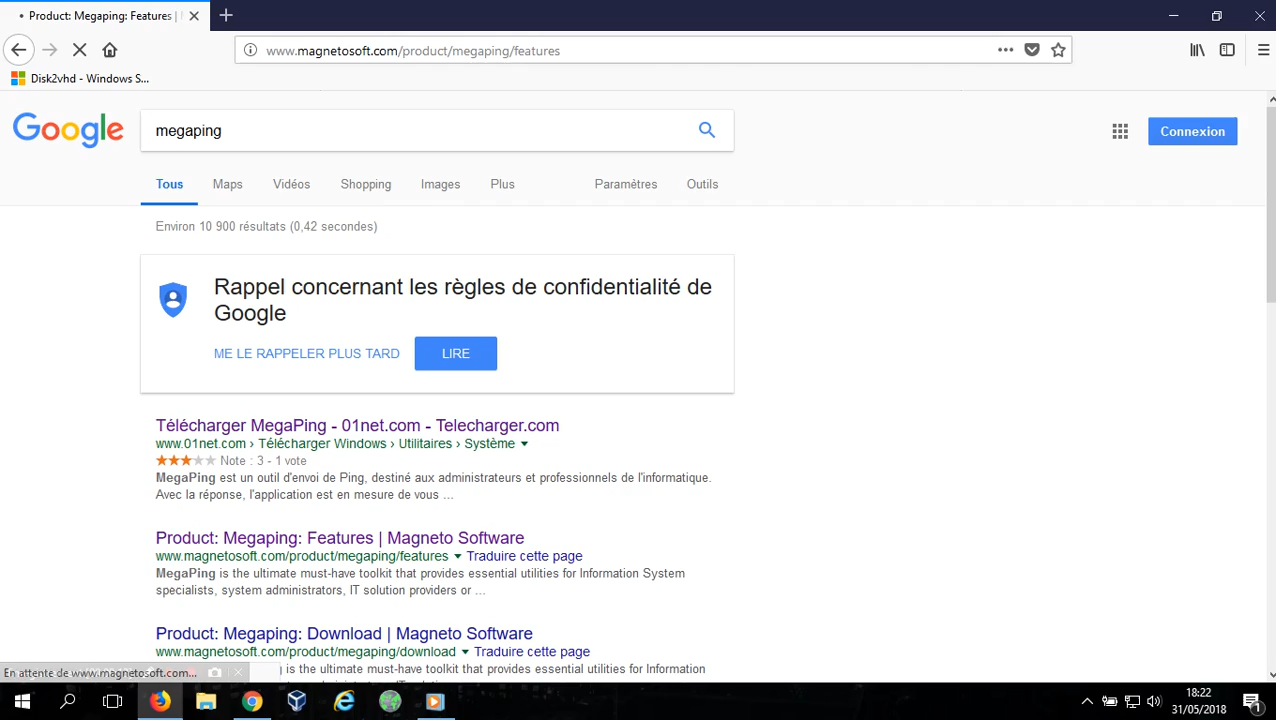 Product: Megaping: Features |
www.magnetosoft.com/product/megaping/features
Disk2vhd - Windows S...
Google
megaping
Connexion
Tous Maps Vidéos Shopping Images Plus Paramètres Outils
Environ 10 900 résultats (0,42 secondes)
Rappel concernant les règles de confidentialité de
Google
ME LE RAPPELER PLUS TARD LIRE
Télécharger MegaPing - 01net.com - Telecharger.com
www.01net.com › Télécharger Windows › Utilitaires › Système
Note : 3 - 1 vote
MegaPing est un outil d'envoi de Ping, destiné aux administrateurs et professionnels de l'informatique.
Avec la réponse, l'application est en mesure de vous ...
Product: Megaping: Features | Magneto Software
www.magnetosoft.com/product/megaping/features Traduire cette page
MegaPing is the ultimate must-have toolkit that provides essential utilities for Information System
specialists, system administrators, IT solution providers or ...
Product: Megaping: Download | Magneto Software
www.magnetosoft.com/product/megaping/download Traduire cette page
is the ultimate must-have toolkit that provides essential utilities for Information
En attente de www.magnetosoft.com...
18:22
31/05/2018
1